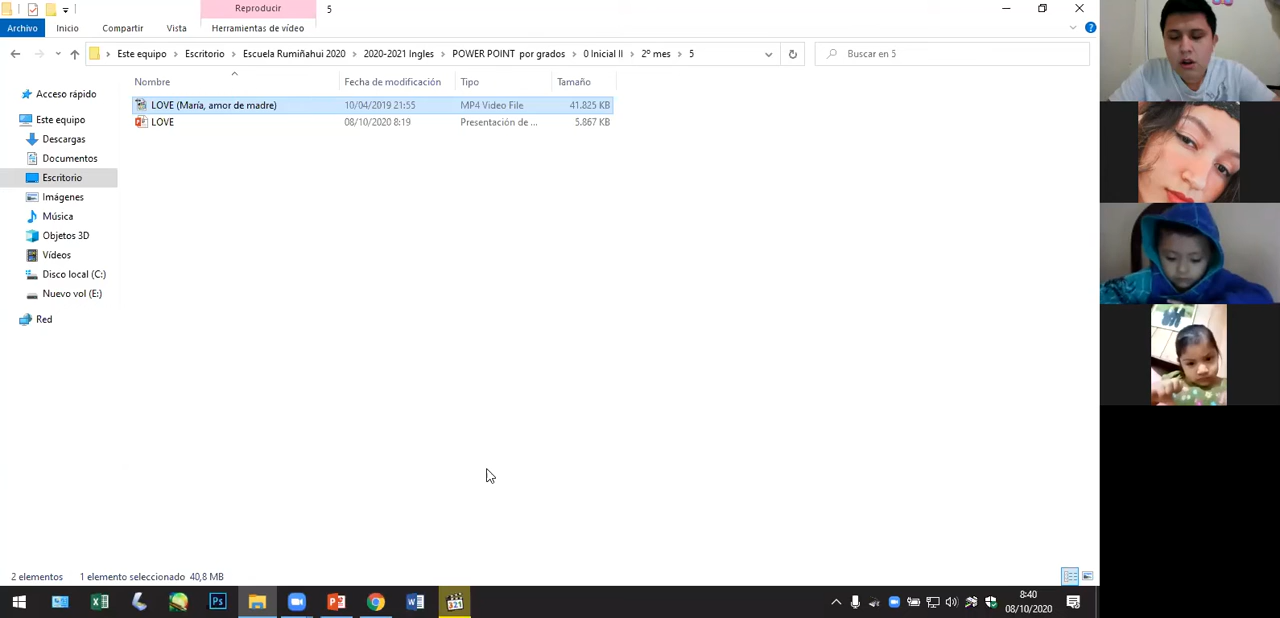 Reproducir 5
Archivo Inicio Compartir Vista Herramientas de vídeo
Este equipo Escritorio Escuela Rumiñahui 2020 2020-2021 Ingles POWER POINT por grados 0 Inicial II 2º mes 5 Buscar en 5
Nombre Fecha de modificación Tipo Tamaño
LOVE (María, amor de madre) 10/04/2019 21:55 MP4 Video File 41.825 KB
LOVE 08/10/2020 8:19 Presentación de ... 5.867 KB
Acceso rápido
Este equipo
Descargas
Documentos
Escritorio
Imágenes
Música
Objetos 3D
Vídeos
Disco local (C:)
Nuevo vol (E:)
Red
2 elementos 1 elemento seleccionado 40,8 MB
Ps
321
8:40
08/10/2020